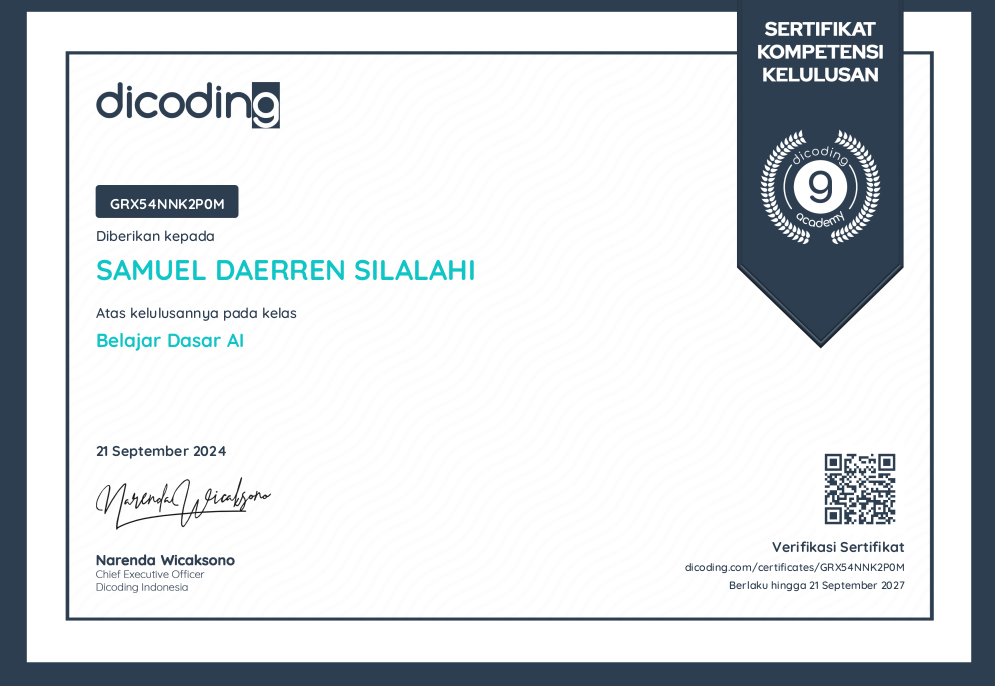 SERTIFIKAT
KOMPETENSI
KELULUSAN
dicoding
dicoding
9
academy
GRX54NNK2P0M
Diberikan kepada
SAMUEL DAERREN SILALAHI
Atas kelulusannya pada kelas
Belajar Dasar AI
21 September 2024
Narenda Wicaksono
Narenda Wicaksono
Chief Executive Officer
Dicoding Indonesia
Verifikasi Sertifikat
dicoding.com/certificates/GRX54NNK2P0M
Berlaku hingga 21 September 2027